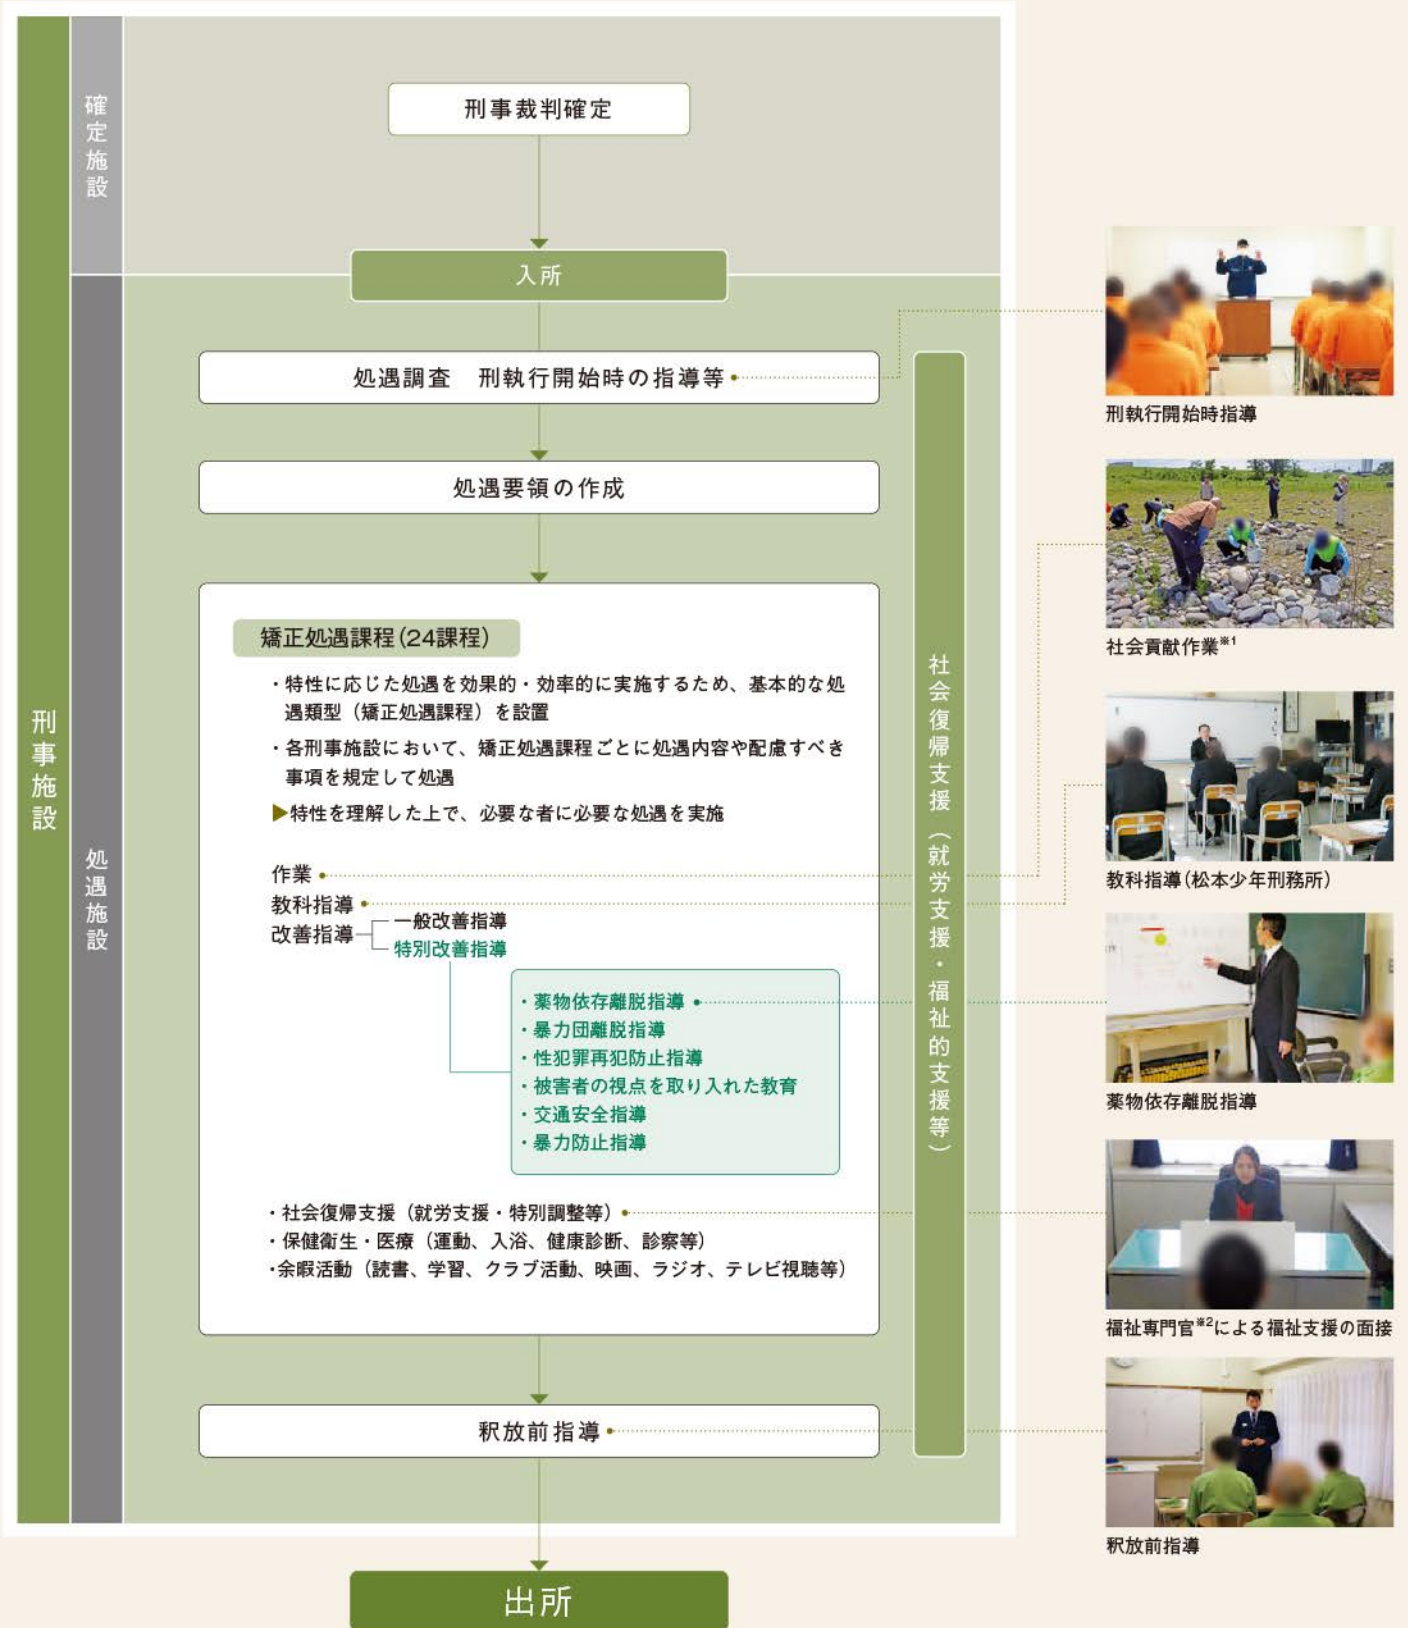 刑事施設
確定施設
処遇施設
刑事裁判確定
入所
処遇調査　刑執行開始時の指導等
処遇要領の作成
矯正処遇課程(24課程)
・特性に応じた処遇を効果的・効率的に実施するため、基本的な処
遇類型（矯正処遇課程）を設置
・各刑事施設において、矯正処遇課程ごとに処遇内容や配慮すべき
事項を規定して処遇
▶特性を理解した上で、必要な者に必要な処遇を実施
作業
教科指導
改善指導
一般改善指導
特別改善指導
・薬物依存離脱指導
・暴力団離脱指導
・性犯罪再犯防止指導
・被害者の視点を取り入れた教育
・交通安全指導
・暴力防止指導
・社会復帰支援（就労支援・特別調整等）
・保健衛生・医療（運動、入浴、健康診断、診察等）
・余暇活動（読書、学習、クラブ活動、映画、ラジオ、テレビ視聴等）
釈放前指導
出所
社会復帰支援（就労支援・福祉的支援等）
刑執行開始時指導
社会貢献作業※1
教科指導(松本少年刑務所)
薬物依存離脱指導
福祉専門官※2による福祉支援の面接
釈放前指導